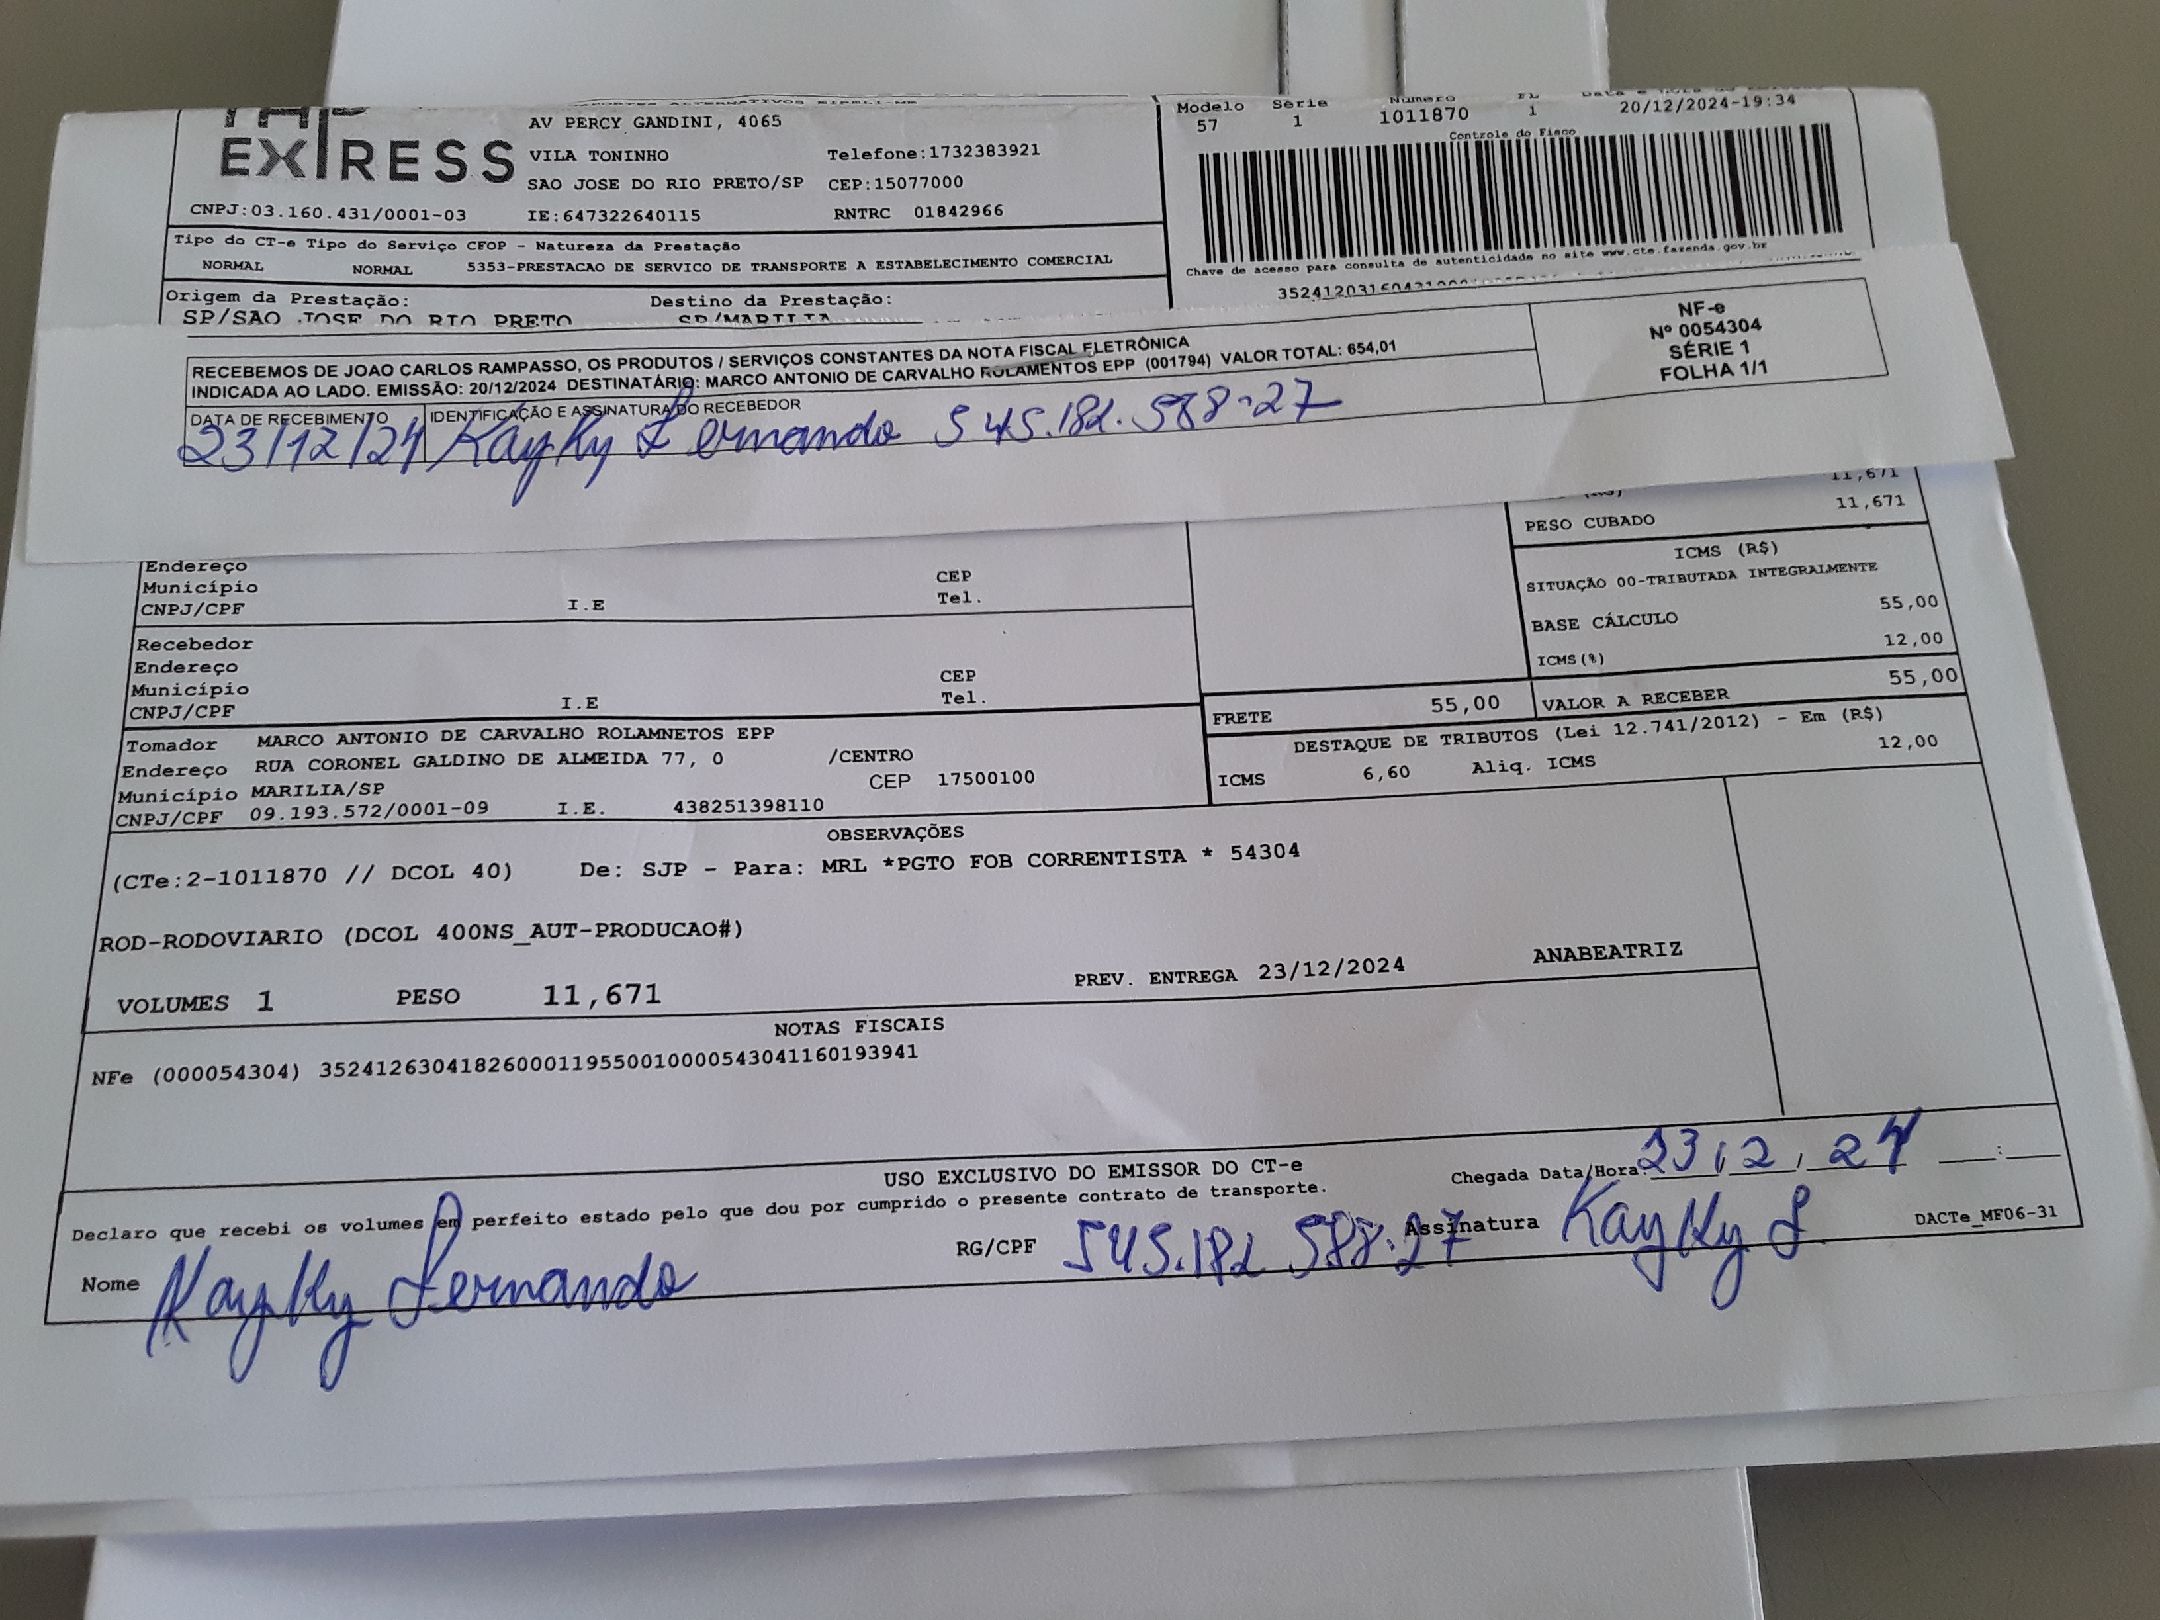 EXPRESS
AV PERCY GANDINI, 4065
VILA TONINHO Telefone:1732383921
SAO JOSE DO RIO PRETO/SP CEP:15077000
CNPJ:03.160.431/0001-03 IE:647322640115 RNTRC 01842966
Modelo Série Número FL Data e Hora de
57 1 1011870 1 20/12/2024-19:34
Controle do Fisco
Chave de acesso para consulta de autenticidade no site www.cte.fazenda.gov.br
Tipo do CT-e Tipo do Serviço CFOP - Natureza da Prestação
NORMAL NORMAL 5353-PRESTACAO DE SERVICO DE TRANSPORTE A ESTABELECIMENTO COMERCIAL
Origem da Prestação: Destino da Prestação:
SP/SAO JOSE DO RIO PRETO SP/MARILIA
RECEBEMOS DE JOAO CARLOS RAMPASSO, OS PRODUTOS / SERVIÇOS CONSTANTES DA NOTA FISCAL ELETRÔNICA
INDICADA AO LADO. EMISSÃO: 20/12/2024 DESTINATÁRIO: MARCO ANTONIO DE CARVALHO ROLAMENTOS EPP (001794) VALOR TOTAL: 654,01
NF-e
Nº 0054304
SÉRIE 1
FOLHA 1/1
DATA DE RECEBIMENTO IDENTIFICAÇÃO E ASSINATURA DO RECEBEDOR
23/12/24 Kayky Fernando 545.182.588-27
11,671
PESO CUBADO 11,671
ICMS (R$)
SITUAÇÃO 00-TRIBUTADA INTEGRALMENTE
BASE CÁLCULO 55,00
ICMS(%) 12,00
Endereço
Município CEP
CNPJ/CPF I.E Tel.
Recebedor
Endereço
Município CEP
CNPJ/CPF I.E Tel.
FRETE 55,00 VALOR A RECEBER 55,00
DESTAQUE DE TRIBUTOS (Lei 12.741/2012) - Em (R$)
ICMS 6,60 Aliq. ICMS 12,00
Tomador MARCO ANTONIO DE CARVALHO ROLAMNETOS EPP
Endereço RUA CORONEL GALDINO DE ALMEIDA 77, 0 /CENTRO
Município MARILIA/SP CEP 17500100
CNPJ/CPF 09.193.572/0001-09 I.E. 438251398110
OBSERVAÇÕES
(CTe:2-1011870 // DCOL 40) De: SJP - Para: MRL *PGTO FOB CORRENTISTA * 54304
ROD-RODOVIARIO (DCOL 400NS_AUT-PRODUCAO#)
VOLUMES 1 PESO 11,671 PREV. ENTREGA 23/12/2024 ANABEATRIZ
NOTAS FISCAIS
NFe (000054304) 35241263041826000119550010000543041160193941
USO EXCLUSIVO DO EMISSOR DO CT-e
Chegada Data/Hora: 23 12 / 24 :
Declaro que recebi os volumes em perfeito estado pelo que dou por cumprido o presente contrato de transporte.
Nome Kayky Fernando RG/CPF 545.182 588-27 Assinatura Kayky F.
DACTe_MF06-31